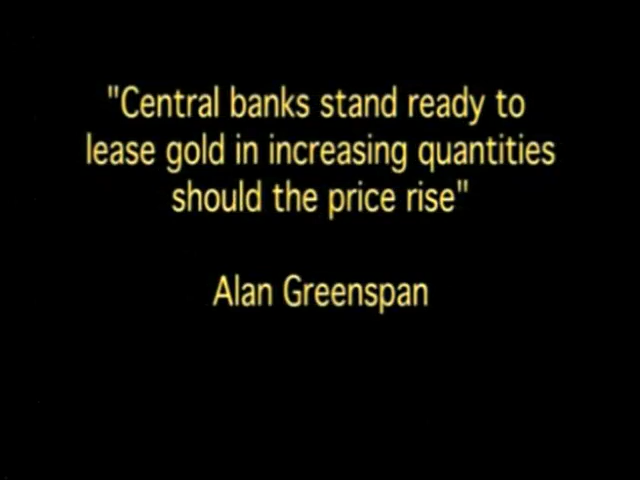 "Central banks stand ready to
lease gold in increasing quantities
should the price rise"
Alan Greenspan